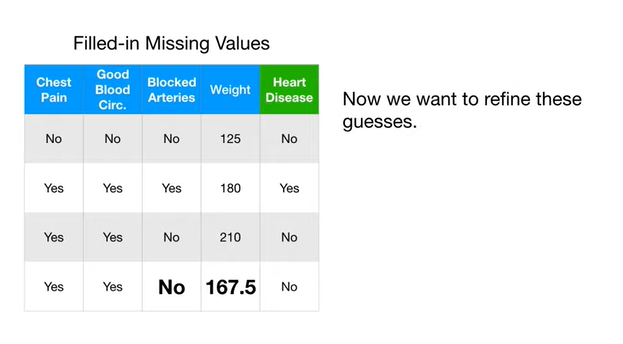 Filled-in Missing Values
Chest Pain Good Blood Circ. Blocked Arteries Weight Heart Disease
No No No 125 No
Yes Yes Yes 180 Yes
Yes Yes No 210 No
Yes Yes No 167.5 No
Now we want to refine these
guesses.